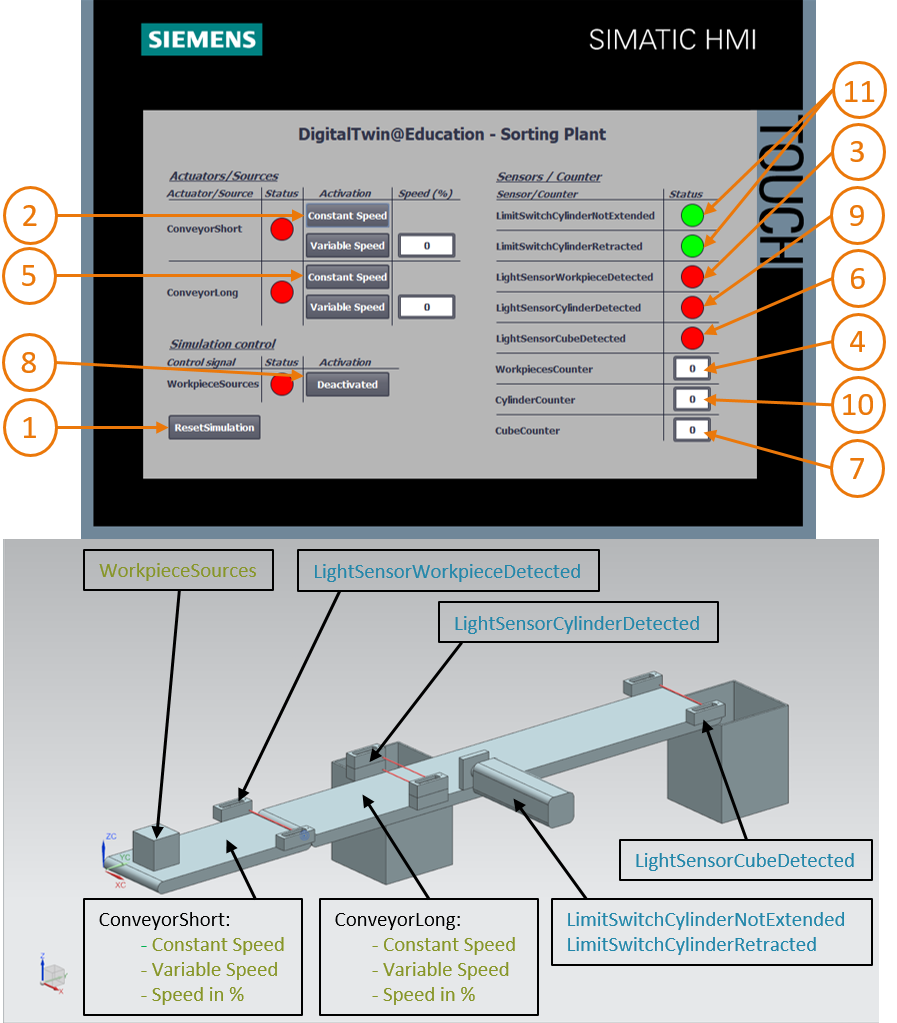 SIEMENS
SIMATIC HMI
TOUCH
DigitalTwin@Education - Sorting Plant
Actuators/Sources
Actuator/Source Status Activation Speed (%)
ConveyorShort
Constant Speed
Variable Speed 0
ConveyorLong
Constant Speed
Variable Speed 0
Simulation control
Control signal Status Activation
WorkpieceSources Deactivated
ResetSimulation
Sensors / Counter
Sensor/Counter Status
LimitSwitchCylinderNotExtended
LimitSwitchCylinderRetracted
LightSensorWorkpieceDetected
LightSensorCylinderDetected
LightSensorCubeDetected
WorkpiecesCounter 0
CylinderCounter 0
CubeCounter 0
2
5
8
1
11
3
9
6
4
10
7
WorkpieceSources
LightSensorWorkpieceDetected
LightSensorCylinderDetected
ZC
YC
XC
LightSensorCubeDetected
ConveyorShort:
- Constant Speed
- Variable Speed
- Speed in %
ConveyorLong:
- Constant Speed
- Variable Speed
- Speed in %
LimitSwitchCylinderNotExtended
LimitSwitchCylinderRetracted
Z
Y
X